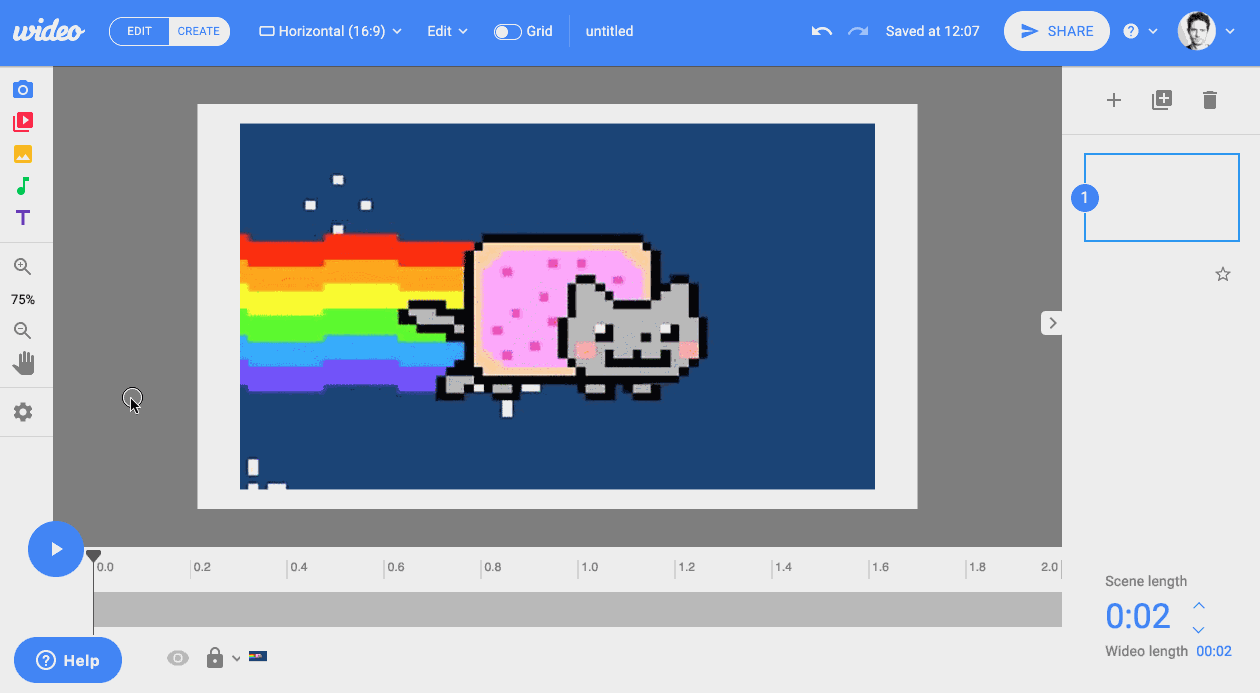 wideo
EDIT CREATE Horizontal (16:9) Edit Grid untitled Saved at 12:07 SHARE
75%
1
0.0 0.2 0.4 0.6 0.8 1.0 1.2 1.4 1.6 1.8 2.0
Scene length
0:02
Wideo length 00:02
Help